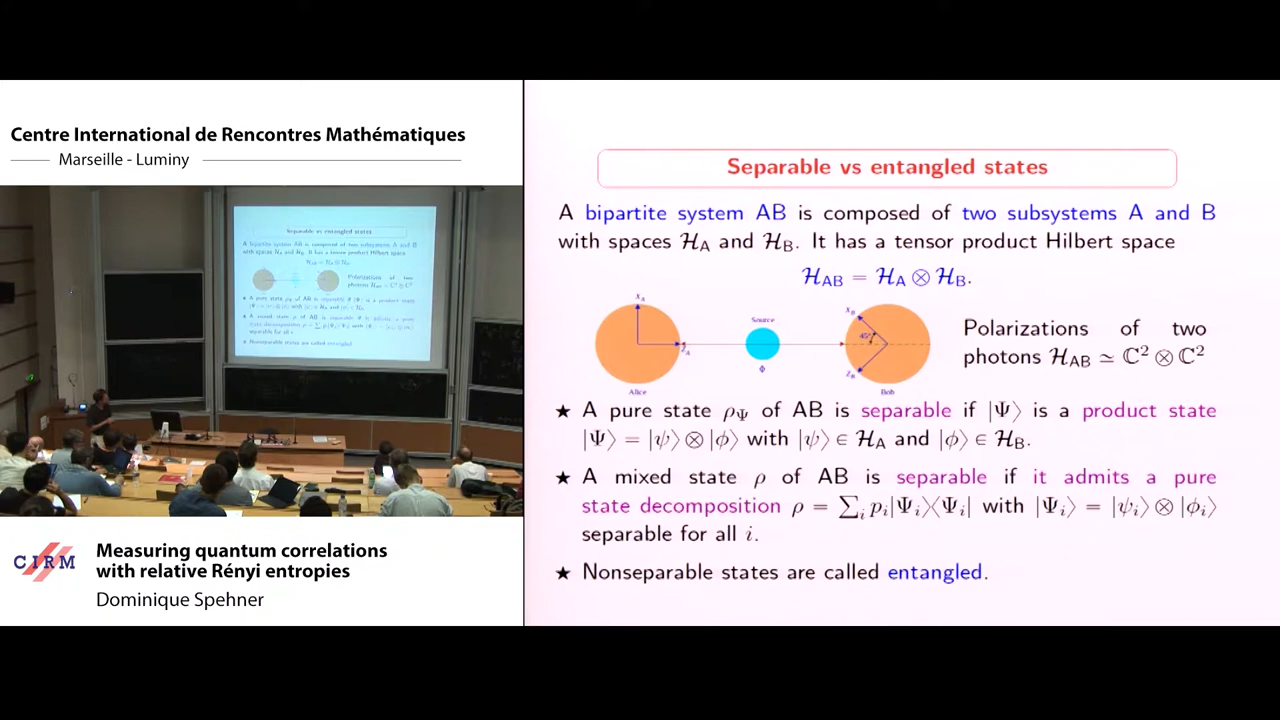 Centre International de Rencontres Mathématiques
Marseille - Luminy
Measuring quantum correlations
with relative Rényi entropies
Dominique Spehner
CIRM
Separable vs entangled states
A bipartite system AB is composed of two subsystems A and B
with spaces ℋ_A and ℋ_B. It has a tensor product Hilbert space
ℋ_AB = ℋ_A ⊗ ℋ_B.
X_A
Z_A
Alice
Source
Φ
X_B
45°
Z_B
Bob
Polarizations of two
photons ℋ_AB ≃ ℂ² ⊗ ℂ²
★ A pure state ρ_Ψ of AB is separable if |Ψ⟩ is a product state
|Ψ⟩ = |ψ⟩ ⊗ |φ⟩ with |ψ⟩ ∈ ℋ_A and |φ⟩ ∈ ℋ_B.
★ A mixed state ρ of AB is separable if it admits a pure
state decomposition ρ = ∑_i p_i|Ψ_i⟩⟨Ψ_i| with |Ψ_i⟩ = |ψ_i⟩ ⊗ |φ_i⟩
separable for all i.
★ Nonseparable states are called entangled.